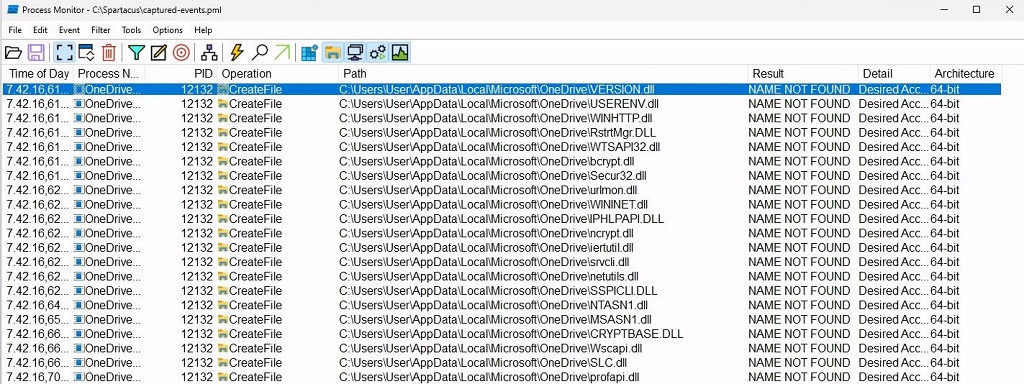 Process Monitor - C:\Spartacus\captured-events.pml
File Edit Event Filter Tools Options Help
Time of Day Process N... PID Operation Path Result Detail Architecture
7.42.16,61... OneDrive... 12132 CreateFile C:\Users\User\AppData\Local\Microsoft\OneDrive\VERSION.dll NAME NOT FOUND Desired Acc... 64-bit
7.42.16,61... OneDrive... 12132 CreateFile C:\Users\User\AppData\Local\Microsoft\OneDrive\USERENV.dll NAME NOT FOUND Desired Acc... 64-bit
7.42.16,61... OneDrive... 12132 CreateFile C:\Users\User\AppData\Local\Microsoft\OneDrive\WINHTTP.dll NAME NOT FOUND Desired Acc... 64-bit
7.42.16,61... OneDrive... 12132 CreateFile C:\Users\User\AppData\Local\Microsoft\OneDrive\RstrtMgr.DLL NAME NOT FOUND Desired Acc... 64-bit
7.42.16,61... OneDrive... 12132 CreateFile C:\Users\User\AppData\Local\Microsoft\OneDrive\WTSAPI32.dll NAME NOT FOUND Desired Acc... 64-bit
7.42.16,61... OneDrive... 12132 CreateFile C:\Users\User\AppData\Local\Microsoft\OneDrive\bcrypt.dll NAME NOT FOUND Desired Acc... 64-bit
7.42.16,61... OneDrive... 12132 CreateFile C:\Users\User\AppData\Local\Microsoft\OneDrive\Secur32.dll NAME NOT FOUND Desired Acc... 64-bit
7.42.16,62... OneDrive... 12132 CreateFile C:\Users\User\AppData\Local\Microsoft\OneDrive\urlmon.dll NAME NOT FOUND Desired Acc... 64-bit
7.42.16,62... OneDrive... 12132 CreateFile C:\Users\User\AppData\Local\Microsoft\OneDrive\WININET.dll NAME NOT FOUND Desired Acc... 64-bit
7.42.16,62... OneDrive... 12132 CreateFile C:\Users\User\AppData\Local\Microsoft\OneDrive\IPHLPAPI.DLL NAME NOT FOUND Desired Acc... 64-bit
7.42.16,62... OneDrive... 12132 CreateFile C:\Users\User\AppData\Local\Microsoft\OneDrive\ncrypt.dll NAME NOT FOUND Desired Acc... 64-bit
7.42.16,62... OneDrive... 12132 CreateFile C:\Users\User\AppData\Local\Microsoft\OneDrive\iertutil.dll NAME NOT FOUND Desired Acc... 64-bit
7.42.16,62... OneDrive... 12132 CreateFile C:\Users\User\AppData\Local\Microsoft\OneDrive\srvcli.dll NAME NOT FOUND Desired Acc... 64-bit
7.42.16,62... OneDrive... 12132 CreateFile C:\Users\User\AppData\Local\Microsoft\OneDrive\netutils.dll NAME NOT FOUND Desired Acc... 64-bit
7.42.16,62... OneDrive... 12132 CreateFile C:\Users\User\AppData\Local\Microsoft\OneDrive\SSPICLI.DLL NAME NOT FOUND Desired Acc... 64-bit
7.42.16,64... OneDrive... 12132 CreateFile C:\Users\User\AppData\Local\Microsoft\OneDrive\NTASN1.dll NAME NOT FOUND Desired Acc... 64-bit
7.42.16,65... OneDrive... 12132 CreateFile C:\Users\User\AppData\Local\Microsoft\OneDrive\MSASN1.dll NAME NOT FOUND Desired Acc... 64-bit
7.42.16,66... OneDrive... 12132 CreateFile C:\Users\User\AppData\Local\Microsoft\OneDrive\CRYPTBASE.DLL NAME NOT FOUND Desired Acc... 64-bit
7.42.16,66... OneDrive... 12132 CreateFile C:\Users\User\AppData\Local\Microsoft\OneDrive\Wscapi.dll NAME NOT FOUND Desired Acc... 64-bit
7.42.16,66... OneDrive... 12132 CreateFile C:\Users\User\AppData\Local\Microsoft\OneDrive\SLC.dll NAME NOT FOUND Desired Acc... 64-bit
7.42.16,70... OneDrive... 12132 CreateFile C:\Users\User\AppData\Local\Microsoft\OneDrive\profapi.dll NAME NOT FOUND Desired Acc... 64-bit